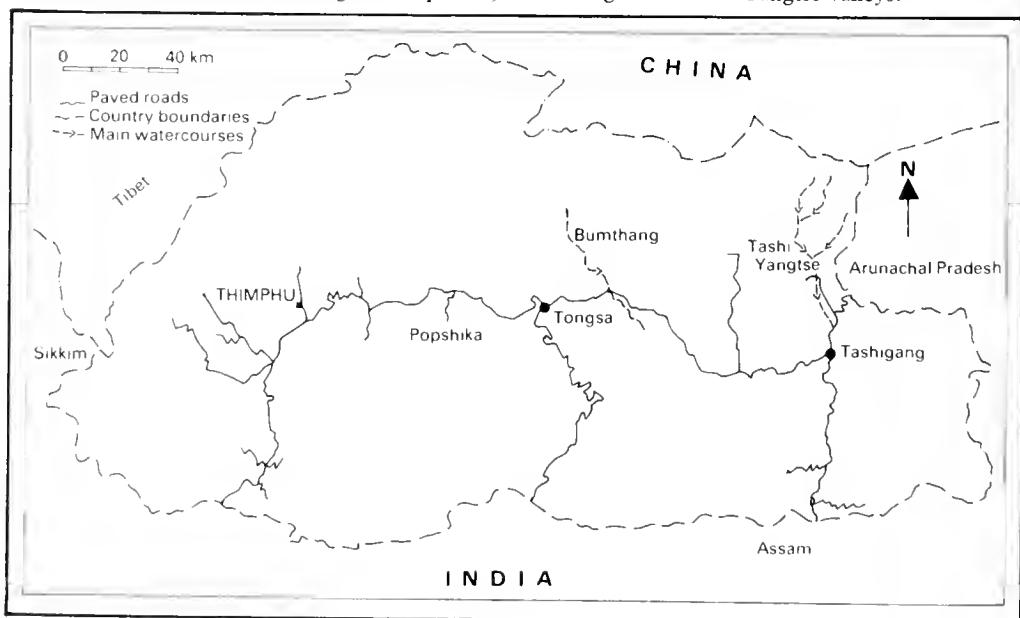 valleys.
CHINA
0 20 40 km
Paved roads
Country boundaries
Main watercourses
N
Tibet
Bumthang
Tashi
Yangtse
Arunachal Pradesh
THIMPHU
Tongsa
Popshika
Sikkim
Tashigang
Assam
INDIA